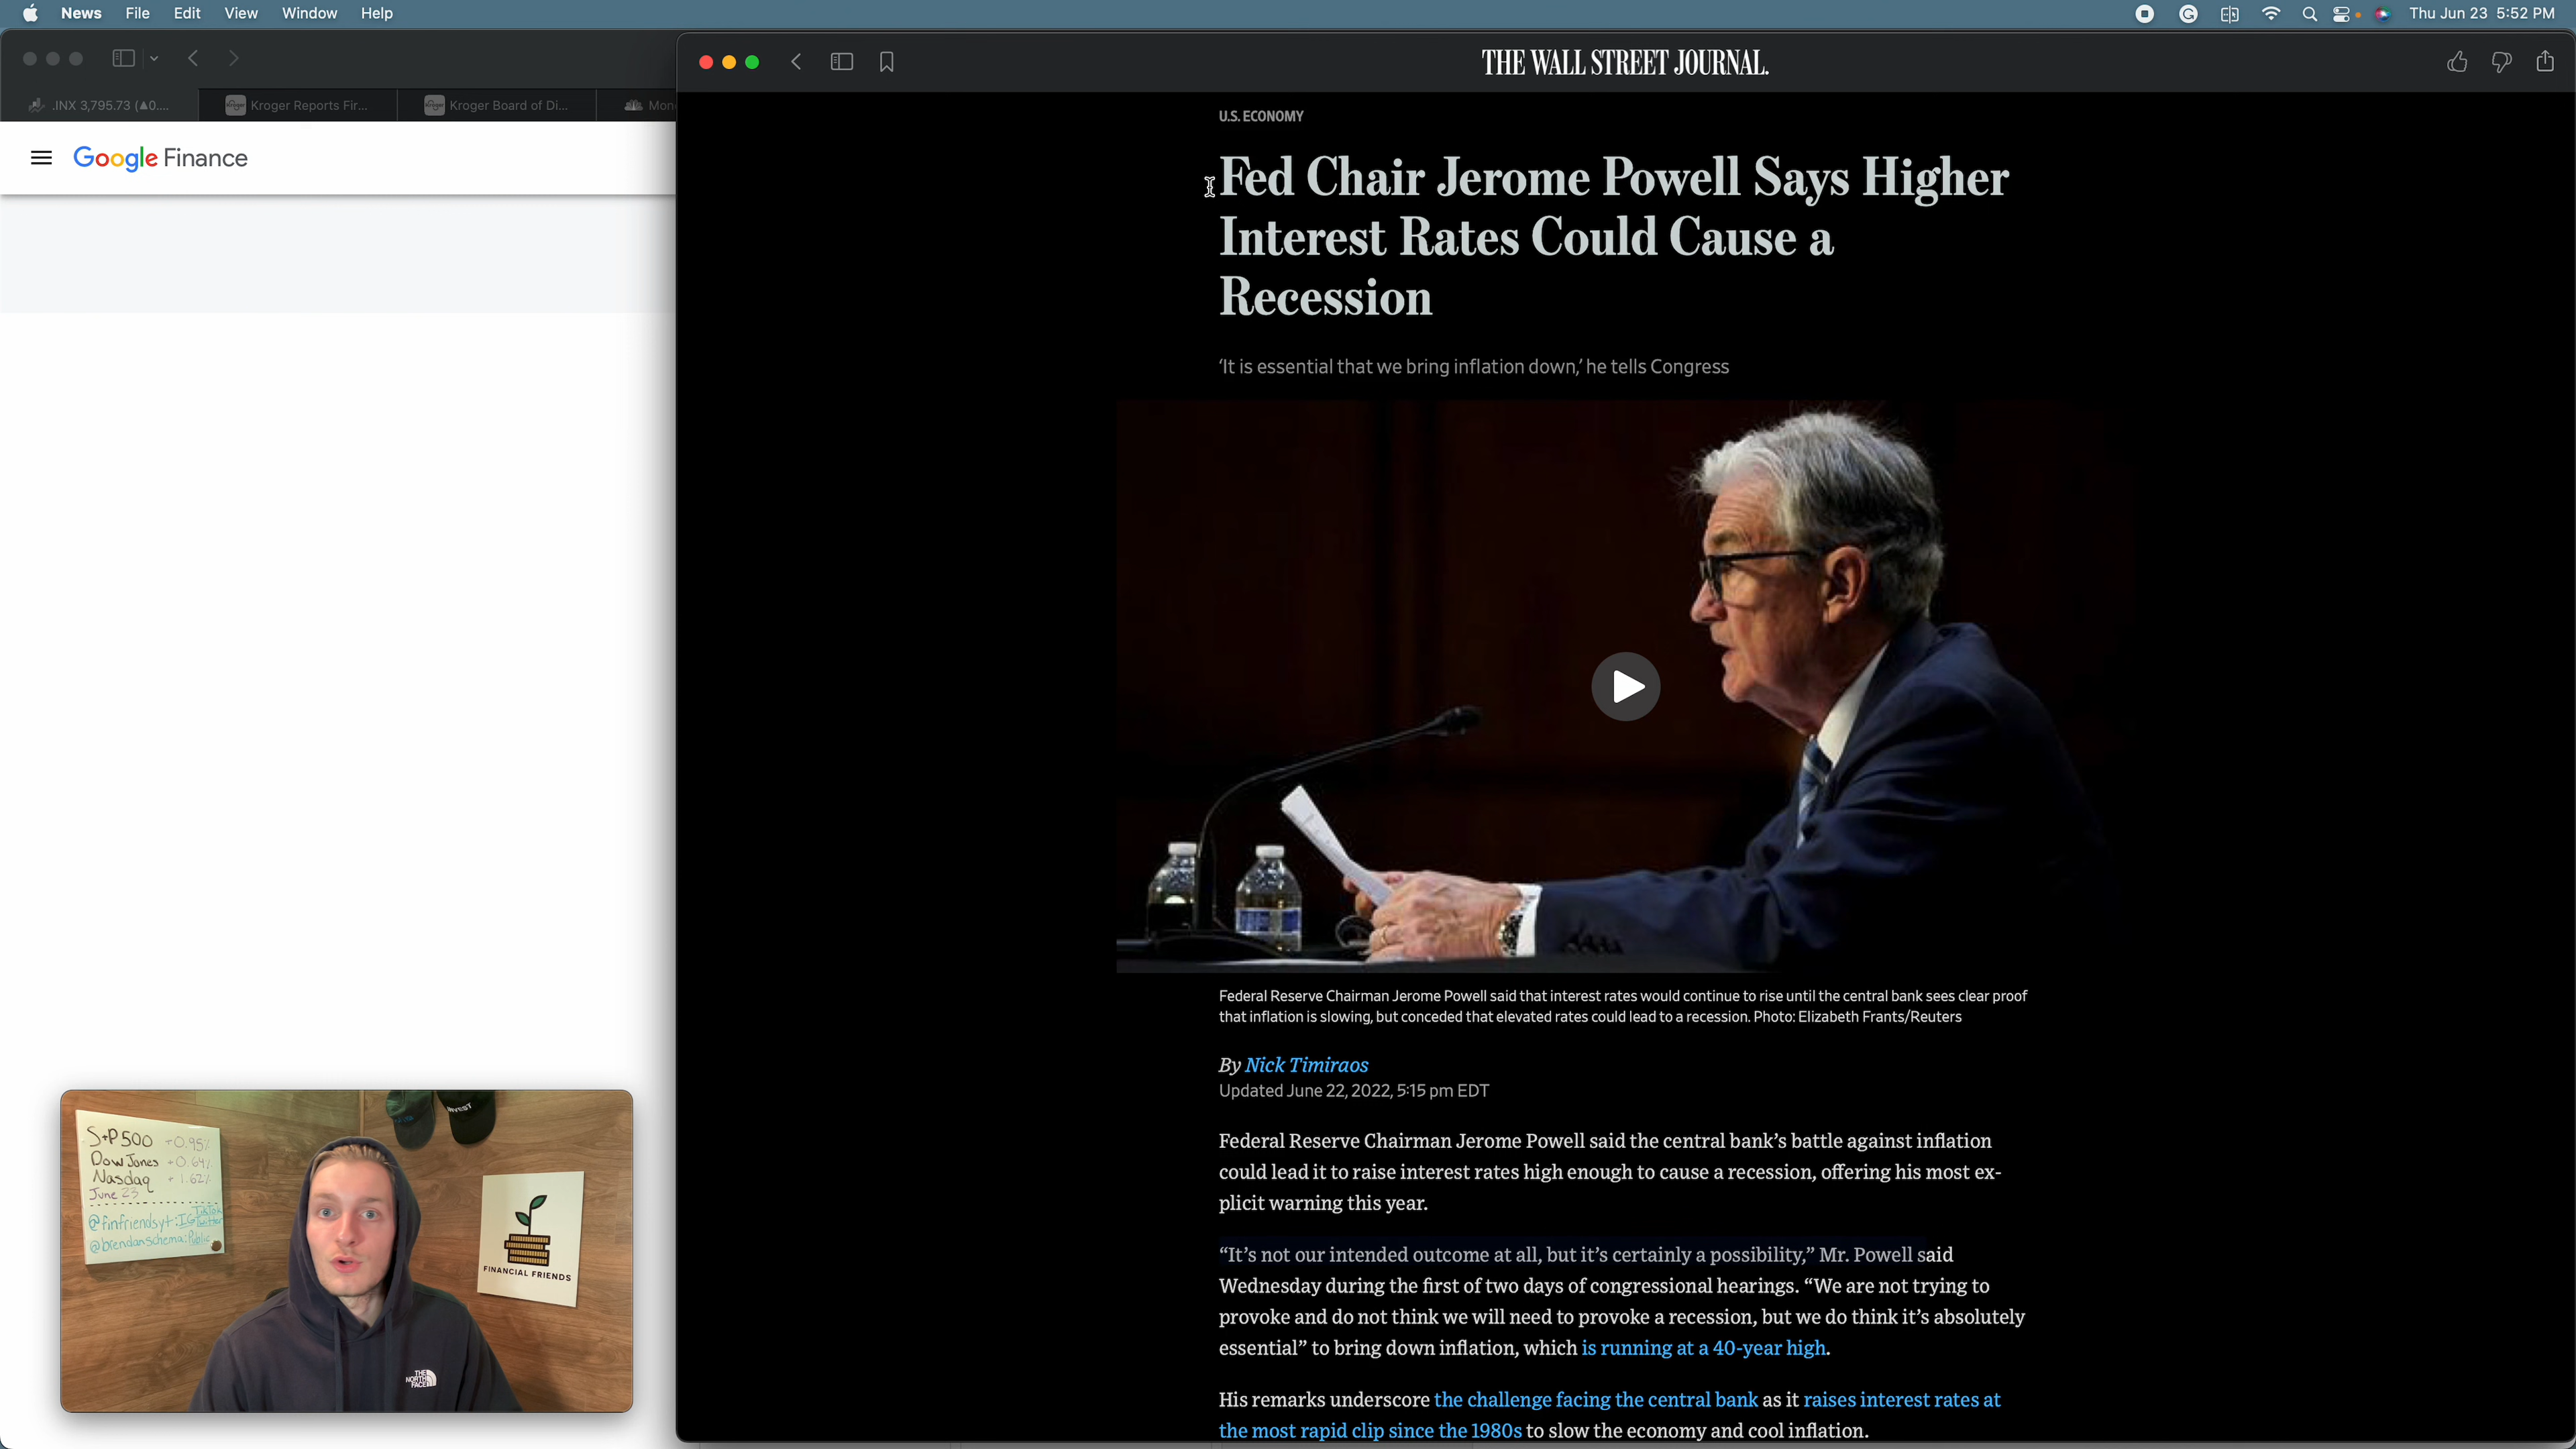 News File Edit View Window Help
Thu Jun 23 5:52 PM
THE WALL STREET JOURNAL.
.INX 3,795.73 (▲0....
Kroger Reports Fir...
Kroger Board of Di...
Google Finance
U.S. ECONOMY
Fed Chair Jerome Powell Says Higher
Interest Rates Could Cause a
Recession
‘It is essential that we bring inflation down,’ he tells Congress
Federal Reserve Chairman Jerome Powell said that interest rates would continue to rise until the central bank sees clear proof
that inflation is slowing, but conceded that elevated rates could lead to a recession. Photo: Elizabeth Frants/Reuters
By Nick Timiraos
Updated June 22, 2022, 5:15 pm EDT
Federal Reserve Chairman Jerome Powell said the central bank’s battle against inflation
could lead it to raise interest rates high enough to cause a recession, offering his most ex-
plicit warning this year.
“It’s not our intended outcome at all, but it’s certainly a possibility,” Mr. Powell said
Wednesday during the first of two days of congressional hearings. “We are not trying to
provoke and do not think we will need to provoke a recession, but we do think it’s absolutely
essential” to bring down inflation, which is running at a 40-year high.
His remarks underscore the challenge facing the central bank as it raises interest rates at
the most rapid clip since the 1980s to slow the economy and cool inflation.
S+P 500 +0.95%
Dow Jones +0.64%
Nasdaq +1.62%
June 23
TikTok
@finfriendsyt: IG Twitter
@brendanschema: Public
INVEST
FINANCIAL FRIENDS
THE
NORTH
FACE